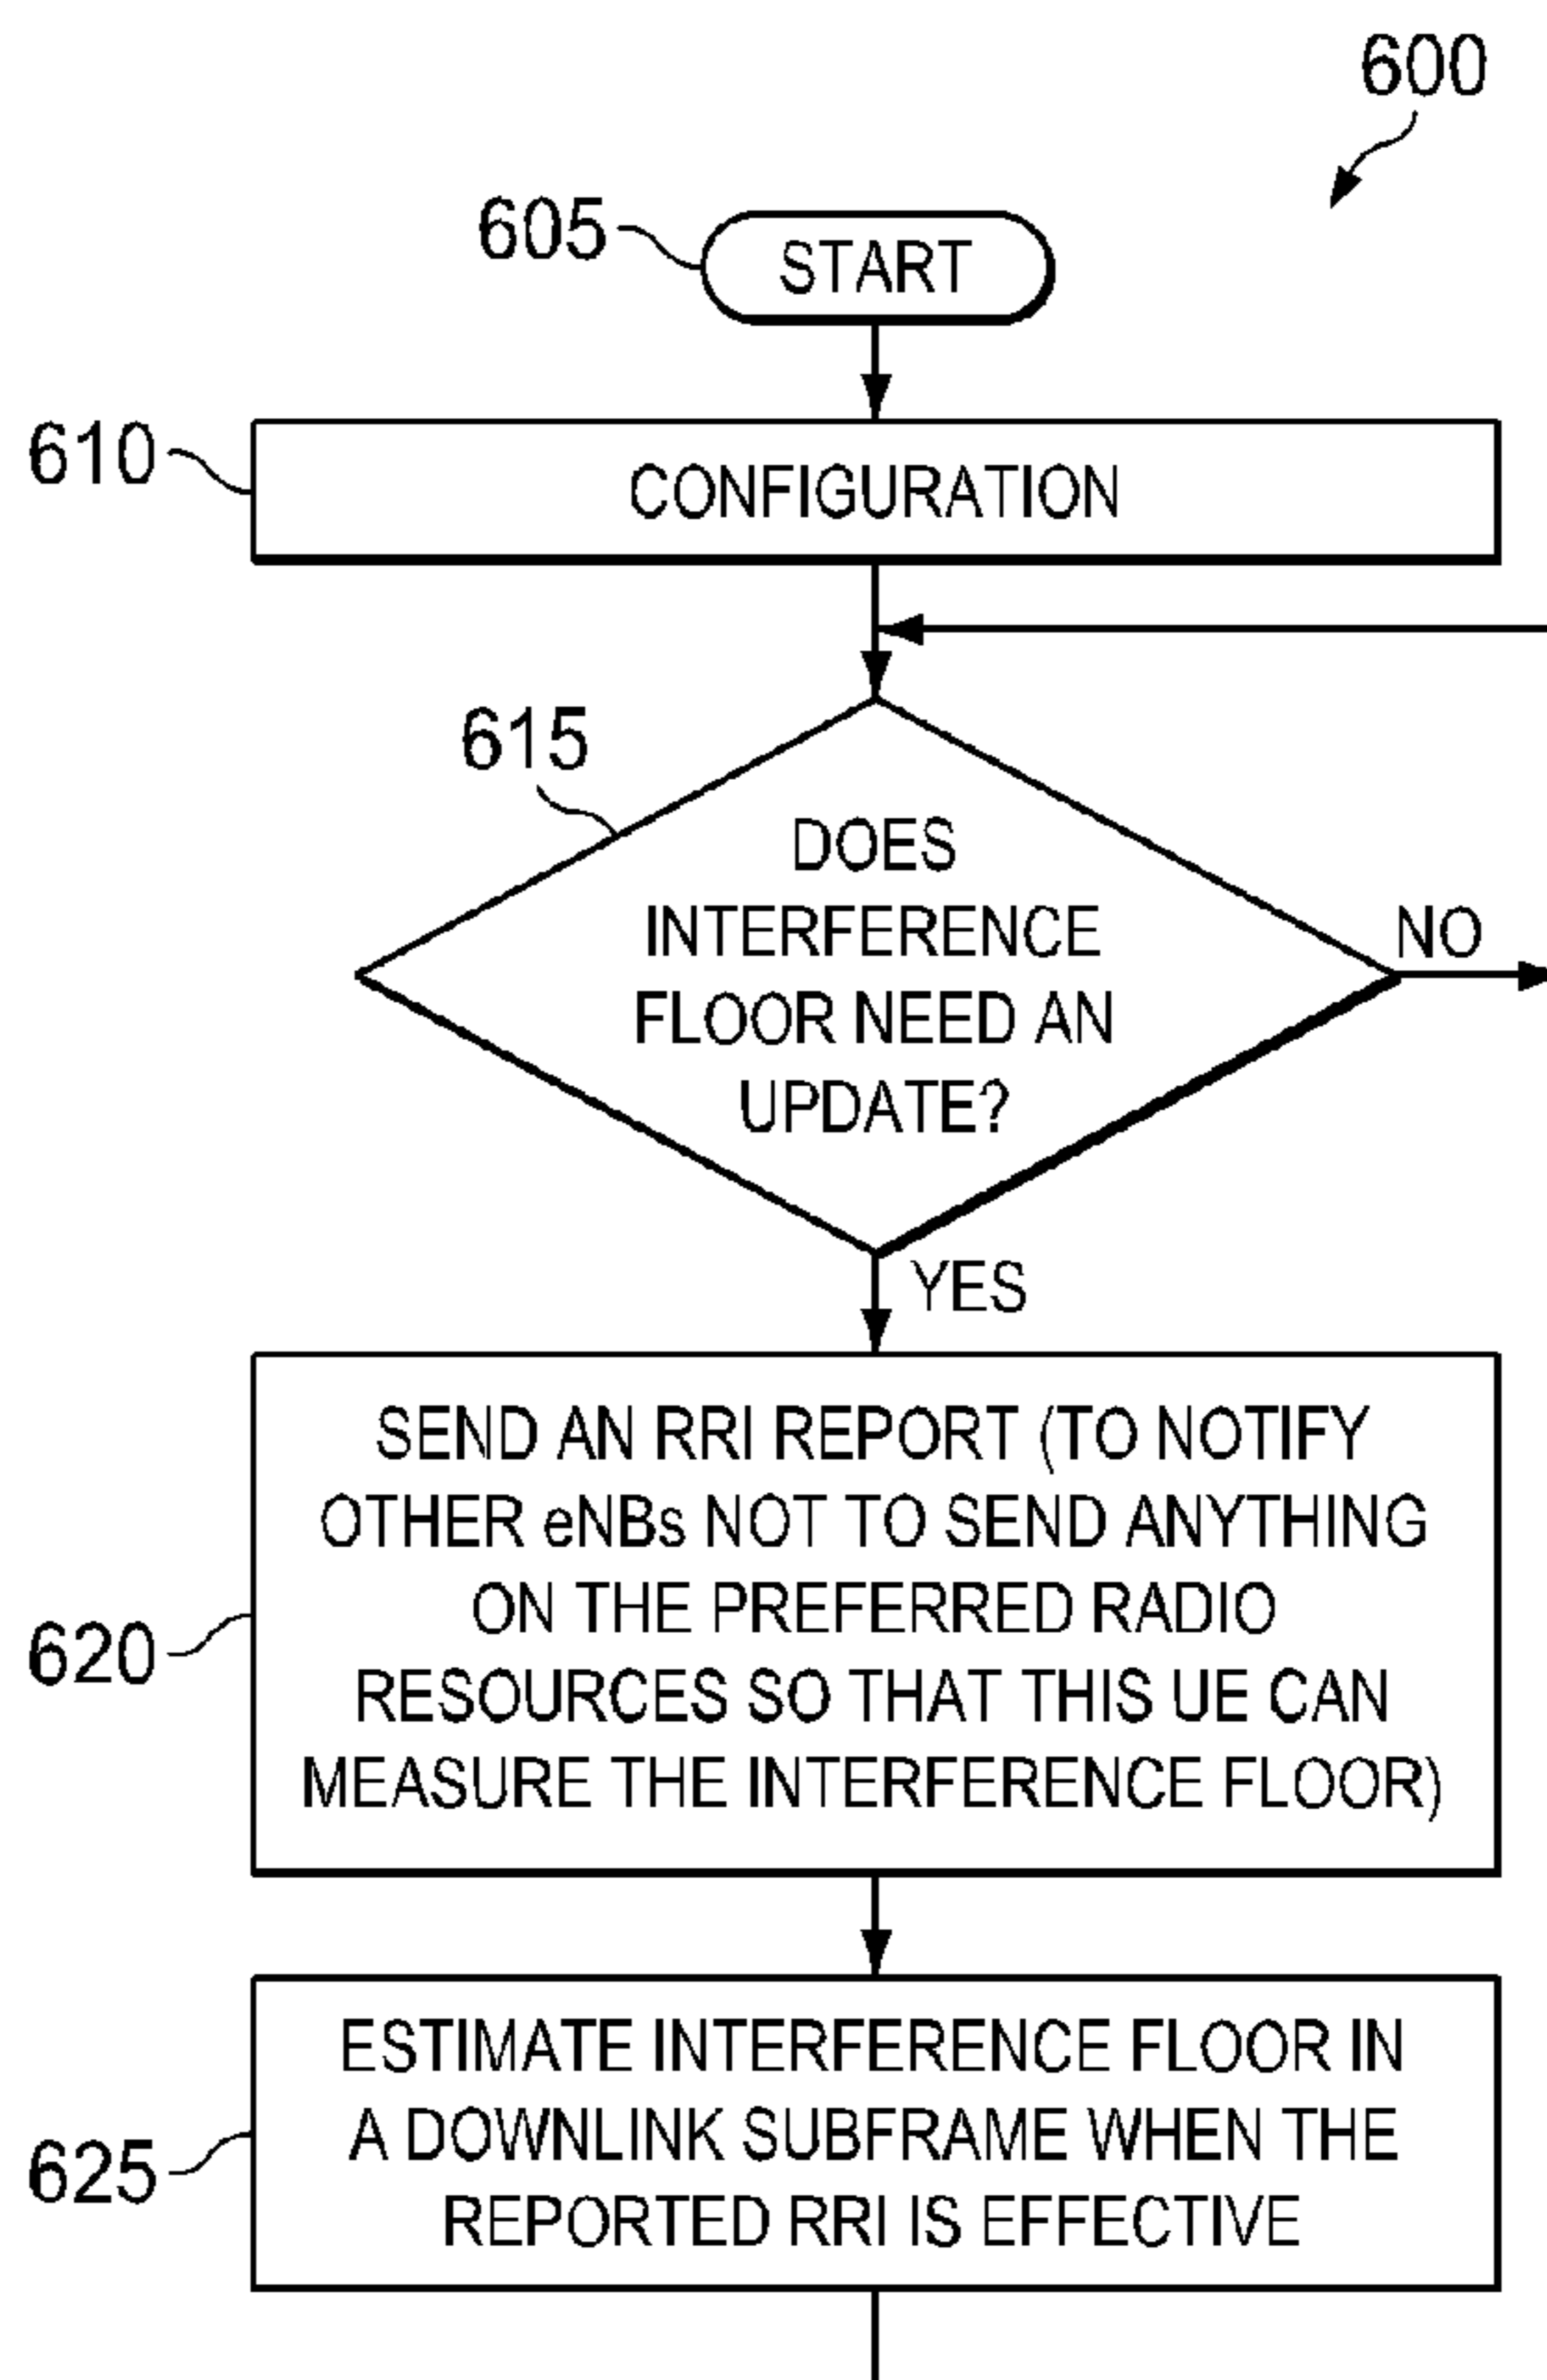 600
605
START
610
CONFIGURATION
615
DOES
INTERFERENCE
FLOOR NEED AN
UPDATE?
NO
YES
620
SEND AN RRI REPORT (TO NOTIFY
OTHER eNBs NOT TO SEND ANYTHING
ON THE PREFERRED RADIO
RESOURCES SO THAT THIS UE CAN
MEASURE THE INTERFERENCE FLOOR)
625
ESTIMATE INTERFERENCE FLOOR IN
A DOWNLINK SUBFRAME WHEN THE
REPORTED RRI IS EFFECTIVE